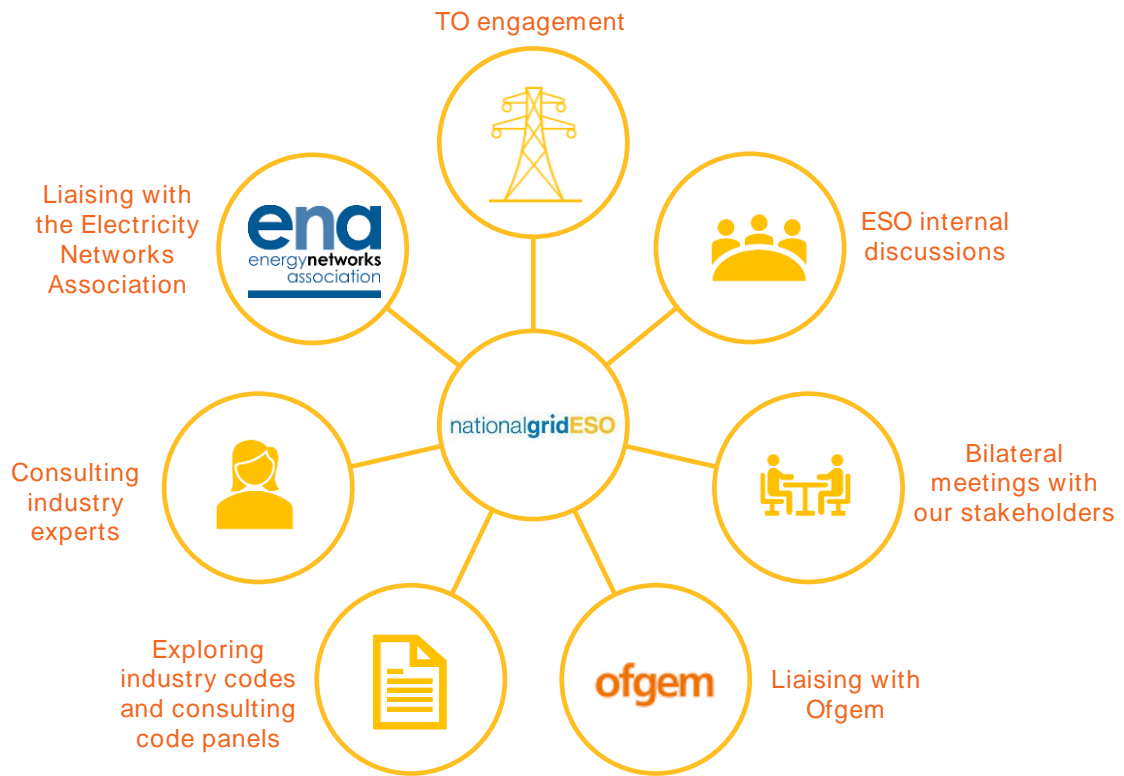 TO engagement
Liaising with
the Electricity
Networks
Association
ena
energynetworks
association
ESO internal
discussions
nationalgridESO
Consulting
industry
experts
Bilateral
meetings with
our stakeholders
Exploring
industry codes
and consulting
code panels
ofgem
Liaising with
Ofgem